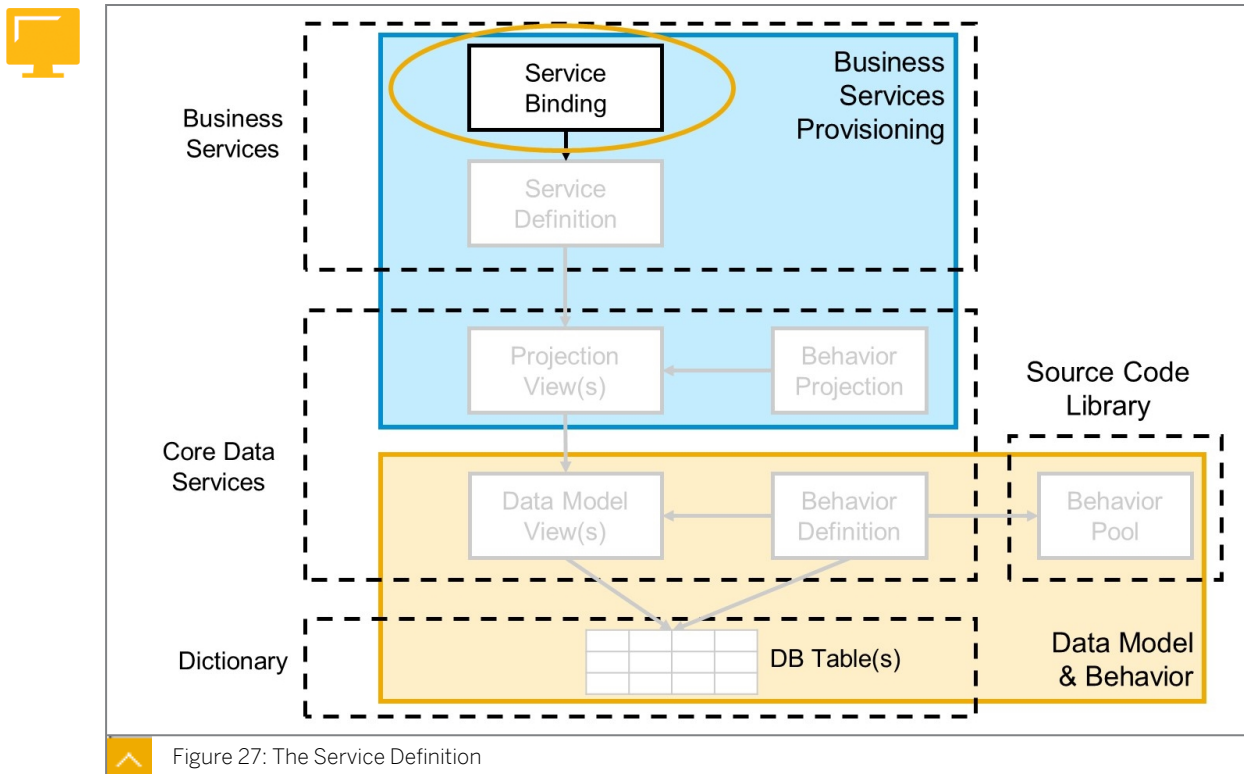 Business
Services
Service
Binding
Business
Services
Provisioning
Service
Definition
Core Data
Services
Projection
View(s)
Behavior
Projection
Source Code
Library
Data Model
View(s)
Behavior
Definition
Behavior
Pool
Dictionary
DB Table(s)
Data Model
& Behavior
Figure 27: The Service Definition